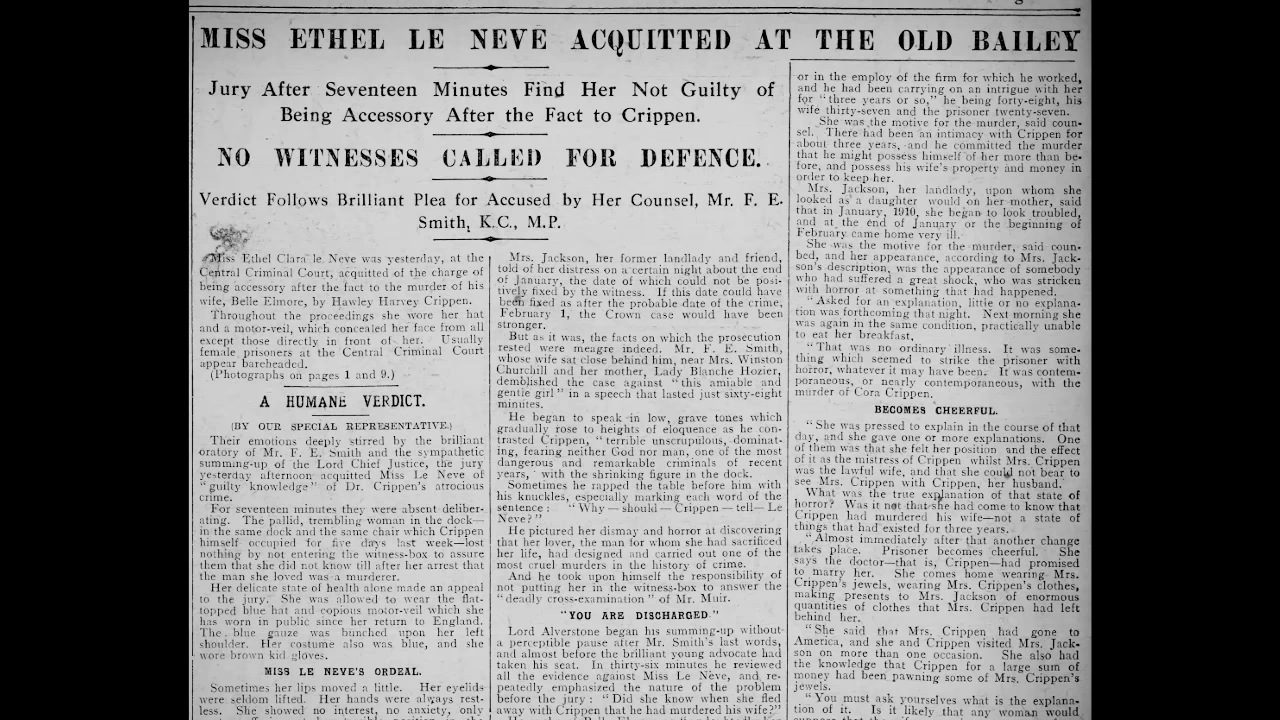 MISS ETHEL LE NEVE ACQUITTED AT THE OLD BAILEY
Jury After Seventeen Minutes Find Her Not Guilty of
Being Accessory After the Fact to Crippen.
NO WITNESSES CALLED FOR DEFENCE.
Verdict Follows Brilliant Plea for Accused by Her Counsel, Mr. F. E.
Smith, K.C., M.P.
Miss Ethel Clara le Neve was yesterday, at the
Central Criminal Court, acquitted of the charge of
being accessory after the fact to the murder of his
wife, Belle Elmore, by Hawley Harvey Crippen.
Throughout the proceedings she wore her hat
and a motor-veil, which concealed her face from all
except those directly in front of her. Usually
female prisoners at the Central Criminal Court
appear bareheaded.
(Photographs on pages 1 and 9.)
A HUMANE VERDICT.
(BY OUR SPECIAL REPRESENTATIVE.)
Their emotions deeply stirred by the brilliant
oratory of Mr. F. E. Smith and the sympathetic
summing-up of the Lord Chief Justice, the jury
yesterday afternoon acquitted Miss Le Neve of
"guilty knowledge" of Dr. Crippen's atrocious
crime.
For seventeen minutes they were absent deliber-
ating. The pallid, trembling woman in the dock—
in the same dock and the same chair which Crippen
himself occupied for five days last week—lost
nothing by not entering the witness-box to assure
them that she did not know till after her arrest that
the man she loved was a murderer.
Her delicate state of health alone made an appeal
to the jury. She was allowed to wear the flat-
topped blue hat and copious motor-veil which she
has worn in public since her return to England.
The blue gauze was bunched upon her left
shoulder. Her costume also was blue, and she
wore brown kid gloves.
MISS LE NEVE'S ORDEAL.
Sometimes her lips moved a little. Her eyelids
were seldom lifted. Her hands were always rest-
less. She showed no interest, no anxiety, only
Mrs. Jackson, her former landlady and friend,
told of her distress on a certain night about the end
of January, the date of which could not be posi-
tively fixed by the witness. If this date could have
been fixed as after the probable date of the crime,
February 1, the Crown case would have been
stronger.
But as it was, the facts on which the prosecution
rested were meagre indeed. Mr. F. E. Smith,
whose wife sat close behind him, near Mrs. Winston
Churchill and her mother, Lady Blanche Hozier,
demblished the case against "this amiable and
gentle girl" in a speech that lasted just sixty-eight
minutes.
He began to speak in low, grave tones which
gradually rose to heights of eloquence as he con-
trasted Crippen, "terrible unscrupulous, dominat-
ing, fearing neither God nor man, one of the most
dangerous and remarkable criminals of recent
years," with the shrinking figure in the dock.
Sometimes he rapped the table before him with
his knuckles, especially marking each word of the
sentence: "Why—should—Crippen—tell—Le
Neve?"
He pictured her dismay and horror at discovering
that her lover, the man for whom she had sacrificed
her life, had designed and carried out one of the
most cruel murders in the history of crime.
And he took upon himself the responsibility of
not putting her in the witness-box to answer the
"deadly cross-examination" of Mr. Muir.
"YOU ARE DISCHARGED."
Lord Alverstone began his summing-up without
a perceptible pause after Mr. Smith's last words,
and almost before the brilliant young advocate had
taken his seat. In thirty-six minutes he reviewed
all the evidence against Miss Le Neve, and re-
peatedly emphasized the nature of the problem
before the jury: "Did she know when she fled
away with Crippen that he had murdered his wife?"
or in the employ of the firm for which he worked,
and he had been carrying on an intrigue with her
for "three years or so," he being forty-eight, his
wife thirty-seven and the prisoner twenty-seven.
She was the motive for the murder, said coun-
sel. There had been an intimacy with Crippen for
about three years, and he committed the murder
that he might possess himself of her more than be-
fore, and possess his wife's property and money in
order to keep her.
Mrs. Jackson, her landlady, upon whom she
looked as a daughter would on her mother, said
that in January, 1910, she began to look troubled,
and at the end of January or the beginning of
February came home very ill.
She was the motive for the murder, said coun-
bed, and her appearance, according to Mrs. Jack-
son's description, was the appearance of somebody
who had suffered a great shock, who was stricken
with horror at something that had happened.
"Asked for an explanation, little or no explana-
tion was forthcoming that night. Next morning she
was again in the same condition, practically unable
to eat her breakfast.
"That was no ordinary illness. It was some-
thing which seemed to strike the prisoner with
horror, whatever it may have been. It was contem-
poraneous, or nearly contemporaneous, with the
murder of Cora Crippen.
BECOMES CHEERFUL.
"She was pressed to explain in the course of that
day, and she gave one or more explanations. One
of them was that she felt her position and the effect
of it as the mistress of Crippen whilst Mrs. Crippen
was the lawful wife, and that she could not bear to
see Mrs. Crippen with Crippen, her husband.
What was the true explanation of that state of
horror? Was it not that she had come to know that
Crippen had murdered his wife—not a state of
things that had existed for three years.
"Almost immediately after that another change
takes place. Prisoner becomes cheerful. She
says the doctor—that is, Crippen—had promised
to marry her. She comes home wearing Mrs.
Crippen's jewels, wearing Mrs. Crippen's clothes,
making presents to Mrs. Jackson of enormous
quantities of clothes that Mrs. Crippen had left
behind her.
"She said that Mrs. Crippen had gone to
America, and she and Crippen visited Mrs. Jack-
son on more than one occasion. She also had
the knowledge that Crippen for a large sum of
money had been pawning some of Mrs. Crippen's
jewels.
"You must ask yourselves what is the explana-
tion of it. Is it likely that any woman would